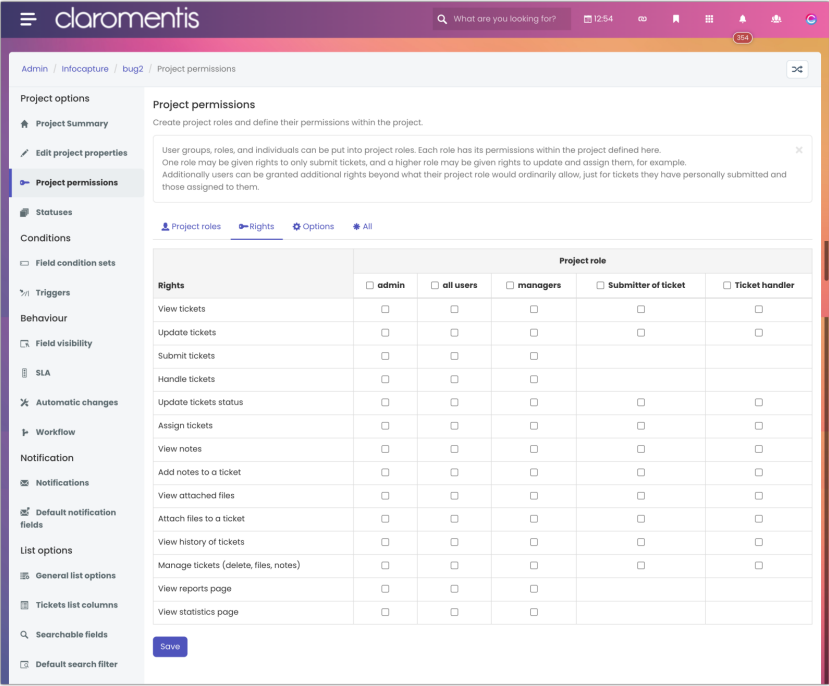 claromentis
What are you looking for?
12:54
354
Admin / Infocapture / bug2 / Project permissions
Project options
Project Summary
Edit project properties
Project permissions
Statuses
Conditions
Field condition sets
Triggers
Behaviour
Field visibility
SLA
Automatic changes
Workflow
Notification
Notifications
Default notification
fields
List options
General list options
Tickets list columns
Searchable fields
Default search filter
Project permissions
Create project roles and define their permissions within the project.
User groups, roles, and individuals can be put into project roles. Each role has its permissions within the project defined here.
One role may be given rights to only submit tickets, and a higher role may be given rights to update and assign them, for example.
Additionally users can be granted additional rights beyond what their project role would ordinarily allow, just for tickets they have personally submitted and
those assigned to them.
Project roles Rights Options All
Project role
Rights admin all users managers Submitter of ticket Ticket handler
View tickets
Update tickets
Submit tickets
Handle tickets
Update tickets status
Assign tickets
View notes
Add notes to a ticket
View attached files
Attach files to a ticket
View history of tickets
Manage tickets (delete, files, notes)
View reports page
View statistics page
Save